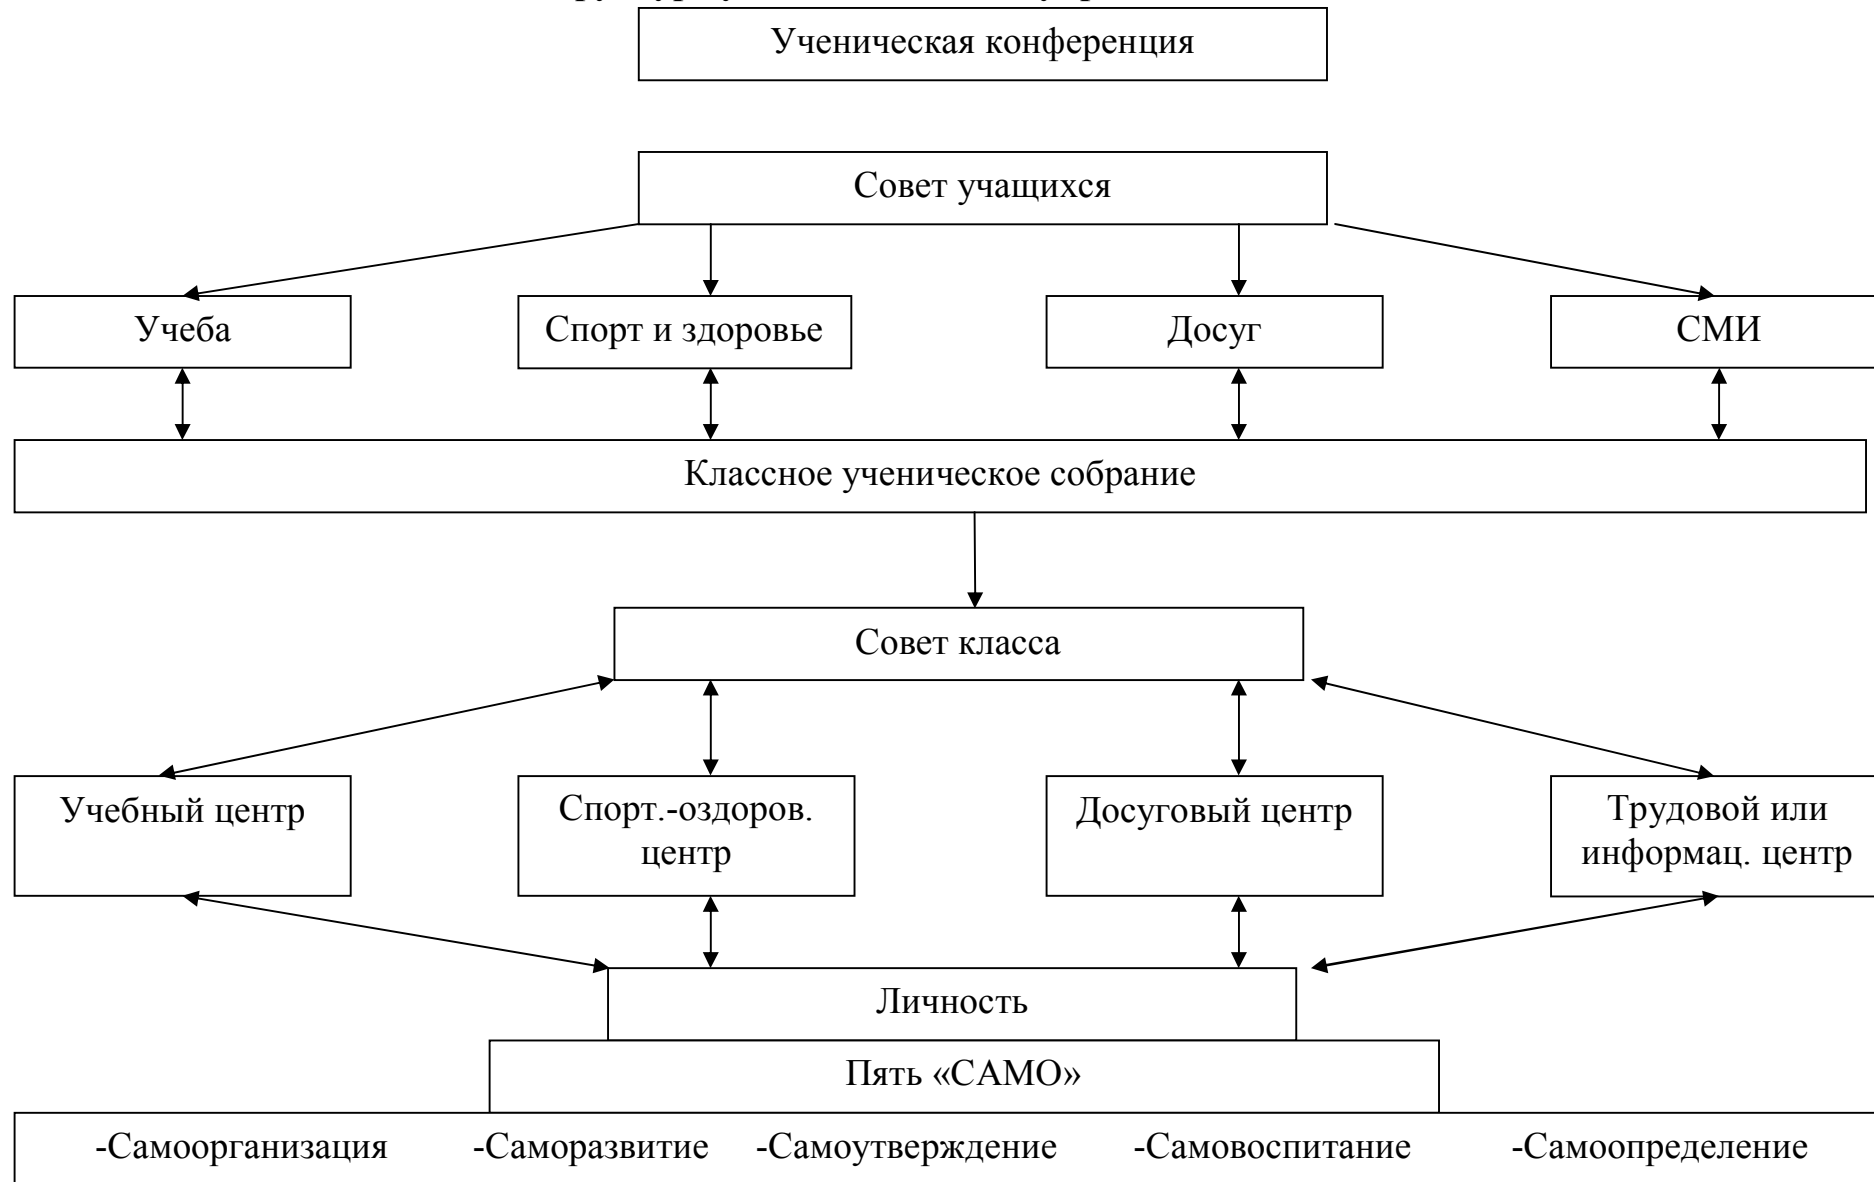 Ученическая конференция
Совет учащихся
Учеба
Спорт и здоровье
Досуг
СМИ
Классное ученическое собрание
Совет класса
Учебный центр
Спорт.-оздоров.
центр
Досуговый центр
Трудовой или
информац. центр
Личность
Пять «САМО»
-Самоорганизация -Саморазвитие -Самоутверждение -Самовоспитание -Самоопределение